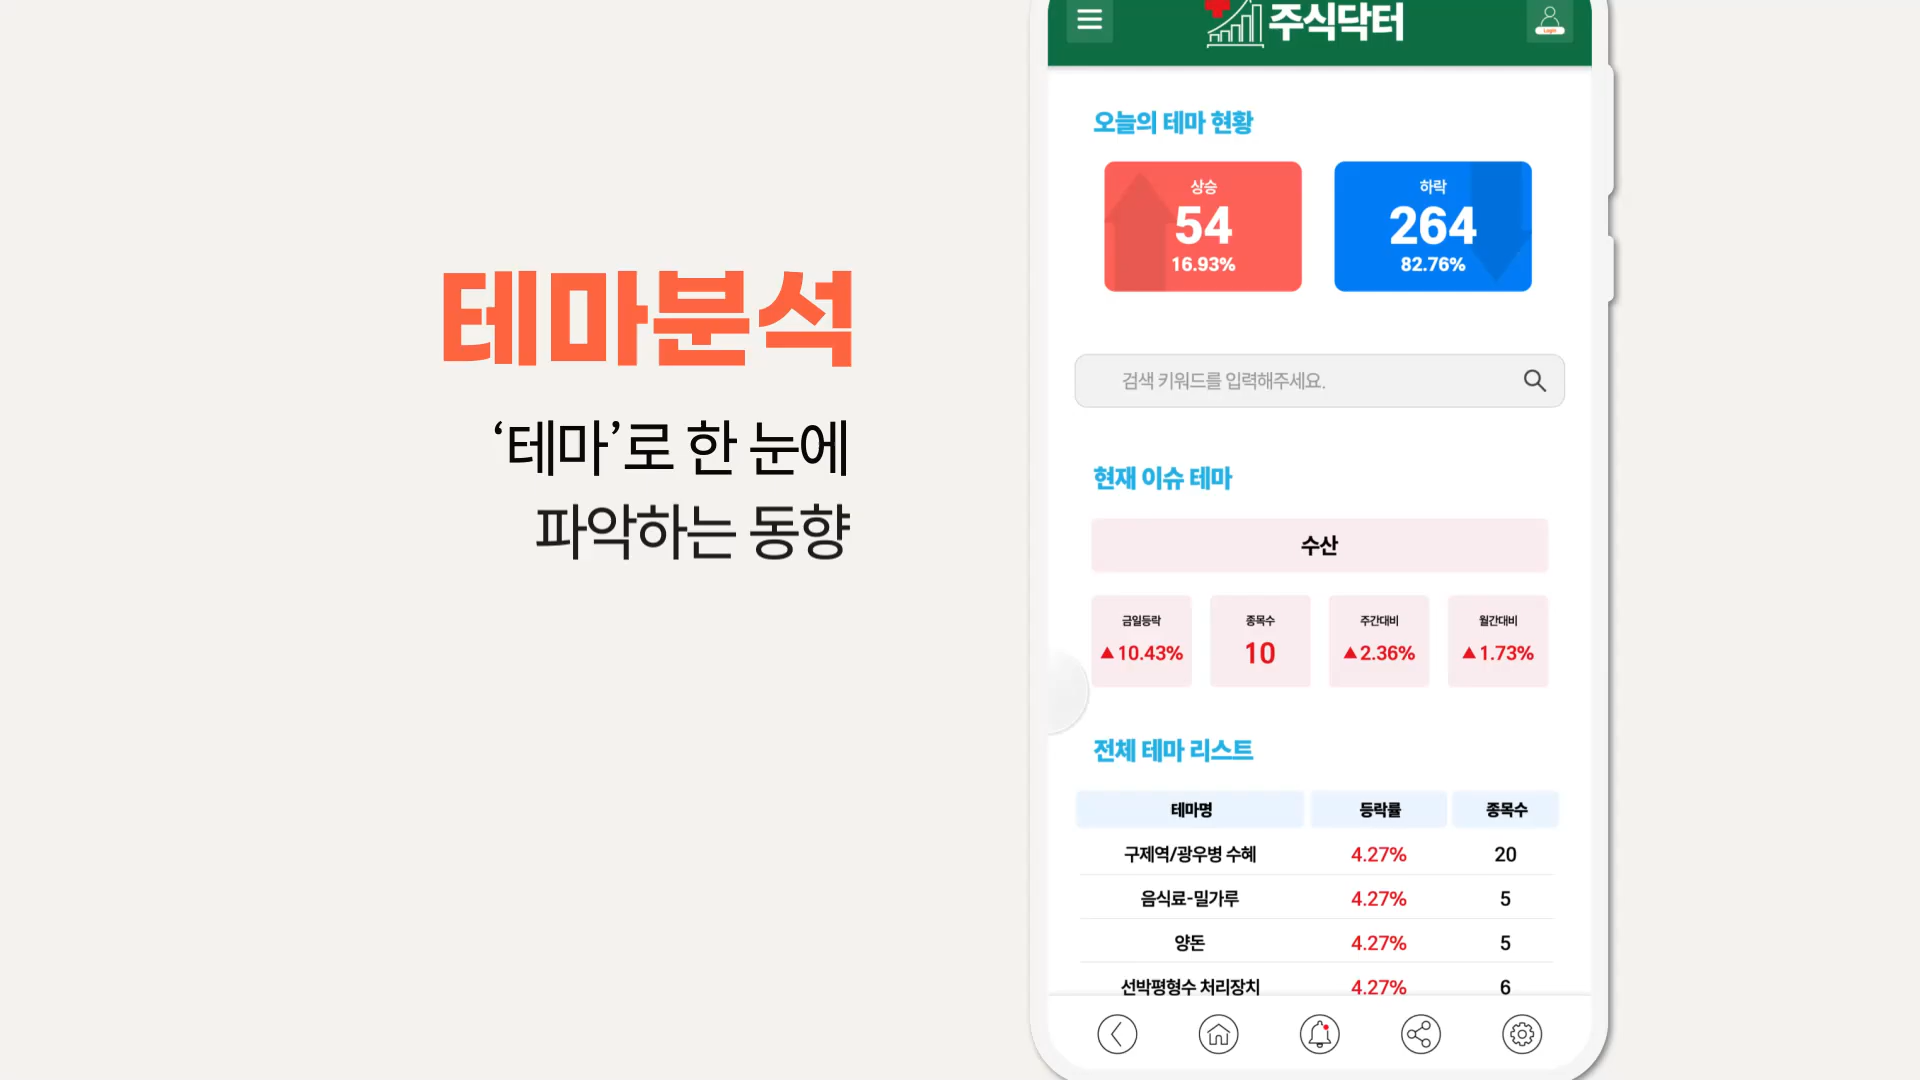 테마분석
‘테마’로 한 눈에
파악하는 동향
주식닥터
Login
오늘의 테마 현황
상승
54
16.93%
하락
264
82.76%
검색 키워드를 입력해주세요.
현재 이슈 테마
수산
금일등락
▲10.43%
종목수
10
주간대비
▲2.36%
월간대비
▲1.73%
전체 테마 리스트
테마명 등락률 종목수
구제역/광우병 수혜 4.27% 20
음식료-밀가루 4.27% 5
양돈 4.27% 5
선박평형수 처리장치 4.27% 6